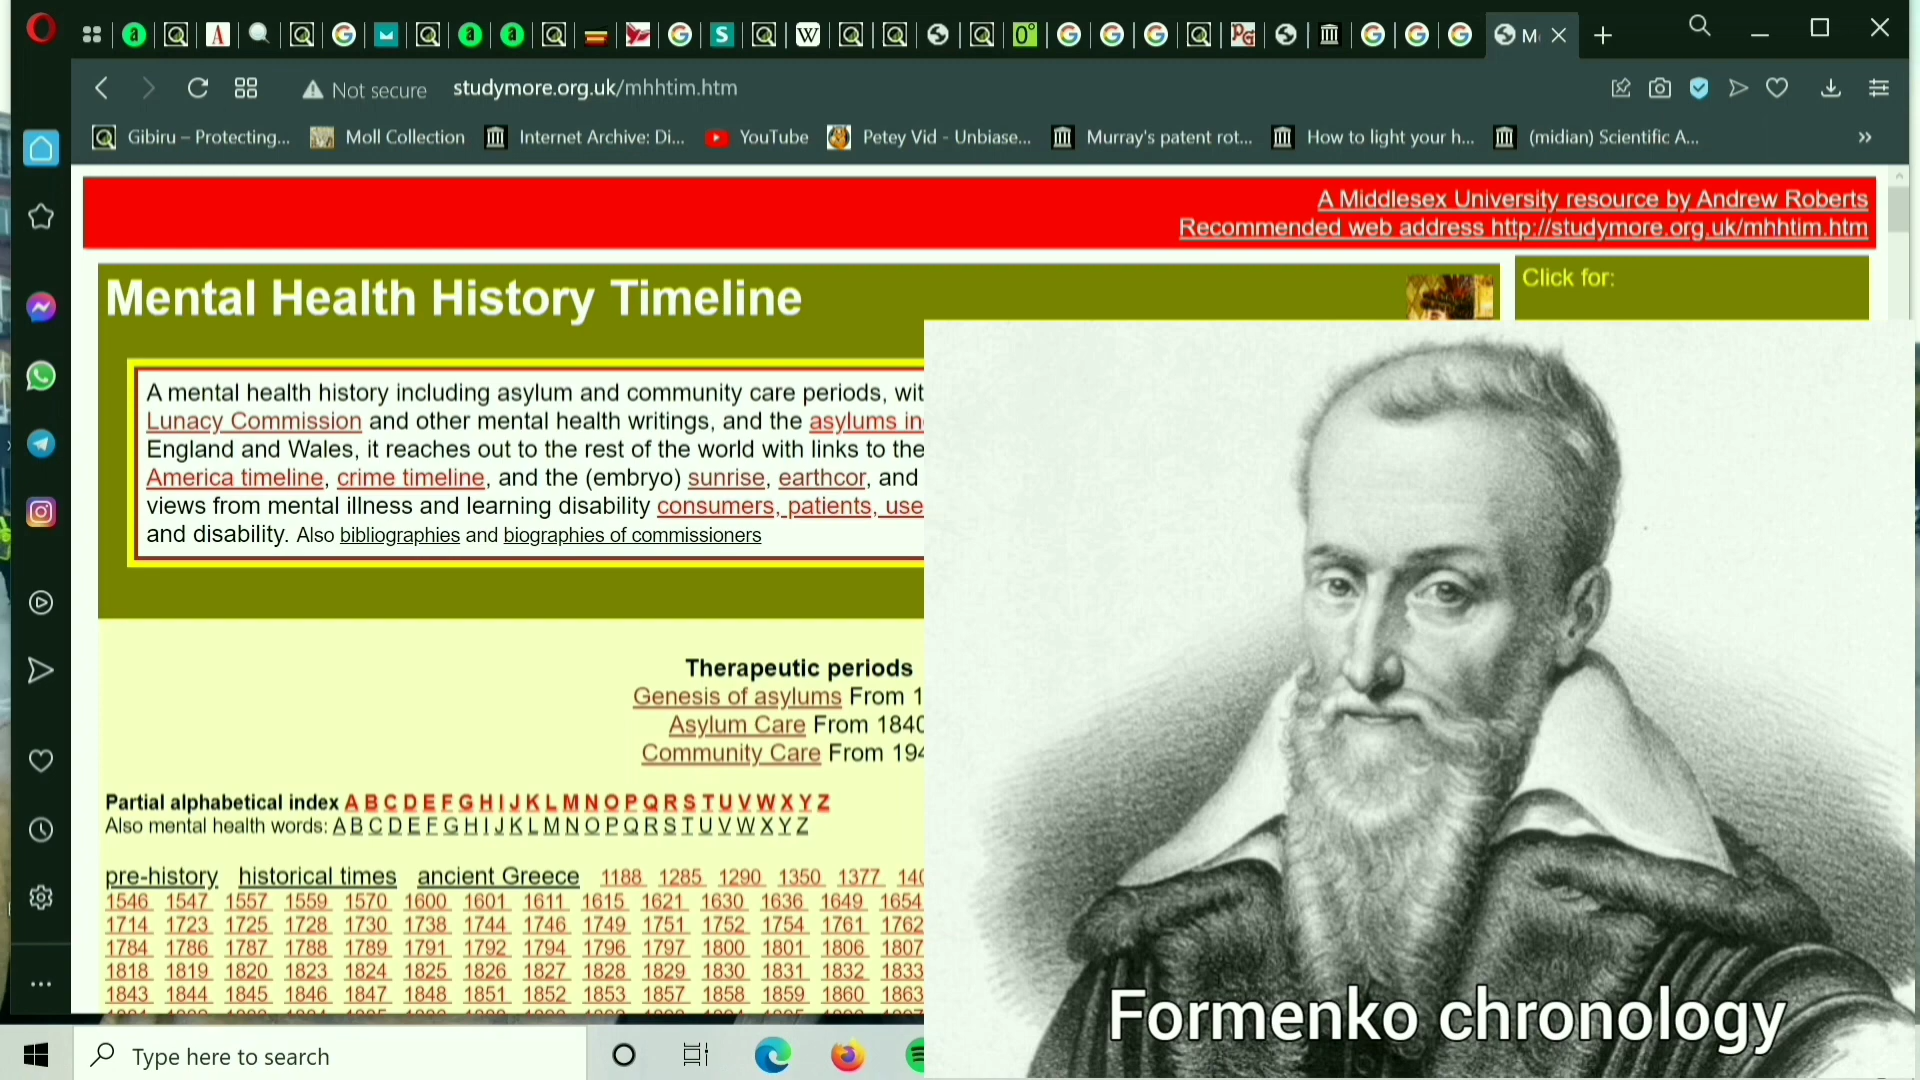 M
Not secure studymore.org.uk/mhhtim.htm
Gibiru – Protecting... Moll Collection Internet Archive: Di... YouTube Petey Vid - Unbiase... Murray's patent rot... How to light your h... (midian) Scientific A... »
A Middlesex University resource by Andrew Roberts
Recommended web address http://studymore.org.uk/mhhtim.htm
Mental Health History Timeline
Click for:
A mental health history including asylum and community care periods, wit
Lunacy Commission and other mental health writings, and the asylums in
England and Wales, it reaches out to the rest of the world with links to the
America timeline, crime timeline, and the (embryo) sunrise, earthcor, and
views from mental illness and learning disability consumers, patients, use
and disability. Also bibliographies and biographies of commissioners
Therapeutic periods
Genesis of asylums From 1
Asylum Care From 1840
Community Care From 194
Partial alphabetical index A B C D E F G H I J K L M N O P Q R S T U V W X Y Z
Also mental health words: A B C D E F G H I J K L M N O P Q R S T U V W X Y Z
pre-history historical times ancient Greece 1188 1285 1290 1350 1377 140
1546 1547 1557 1559 1570 1600 1601 1611 1615 1621 1630 1636 1649 1654
1714 1723 1725 1728 1730 1738 1744 1746 1749 1751 1752 1754 1761 1762
1784 1786 1787 1788 1789 1791 1792 1794 1796 1797 1800 1801 1806 1807
1818 1819 1820 1823 1824 1825 1826 1827 1828 1829 1830 1831 1832 1833
1843 1844 1845 1846 1847 1848 1851 1852 1853 1857 1858 1859 1860 1863
Formenko chronology
Type here to search